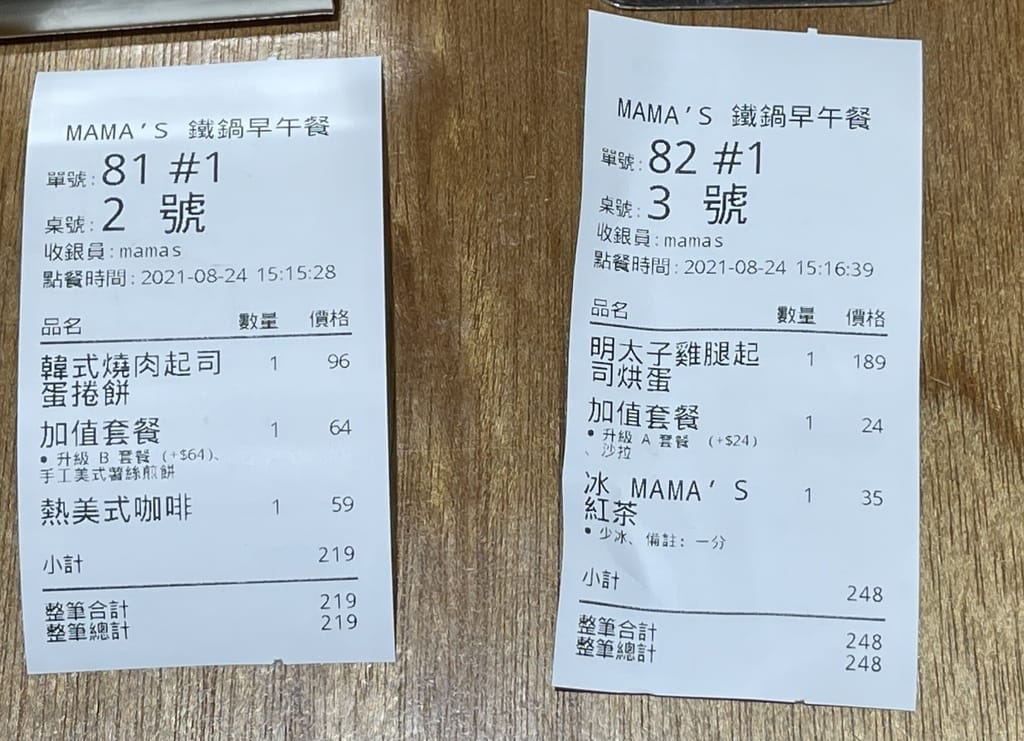 MAMA'S 鐵鍋早午餐
單號:81 #1
桌號:2 號
收銀員:mamas
點餐時間:2021-08-24 15:15:28
品名 數量 價格
韓式燒肉起司 1 96
蛋捲餅
加值套餐 1 64
• 升級 B 套餐 (+$64)、
手工美式薯絲煎餅
熱美式咖啡 1 59
小計 219
整筆合計 219
整筆總計 219
MAMA'S 鐵鍋早午餐
單號:82 #1
桌號:3 號
收銀員:mamas
點餐時間:2021-08-24 15:16:39
品名 數量 價格
明太子雞腿起 1 189
司烘蛋
加值套餐 1 24
• 升級 A 套餐 (+$24)
、沙拉
冰 MAMA'S 1 35
紅茶
• 少冰、備註: 一分
小計 248
整筆合計 248
整筆總計 248